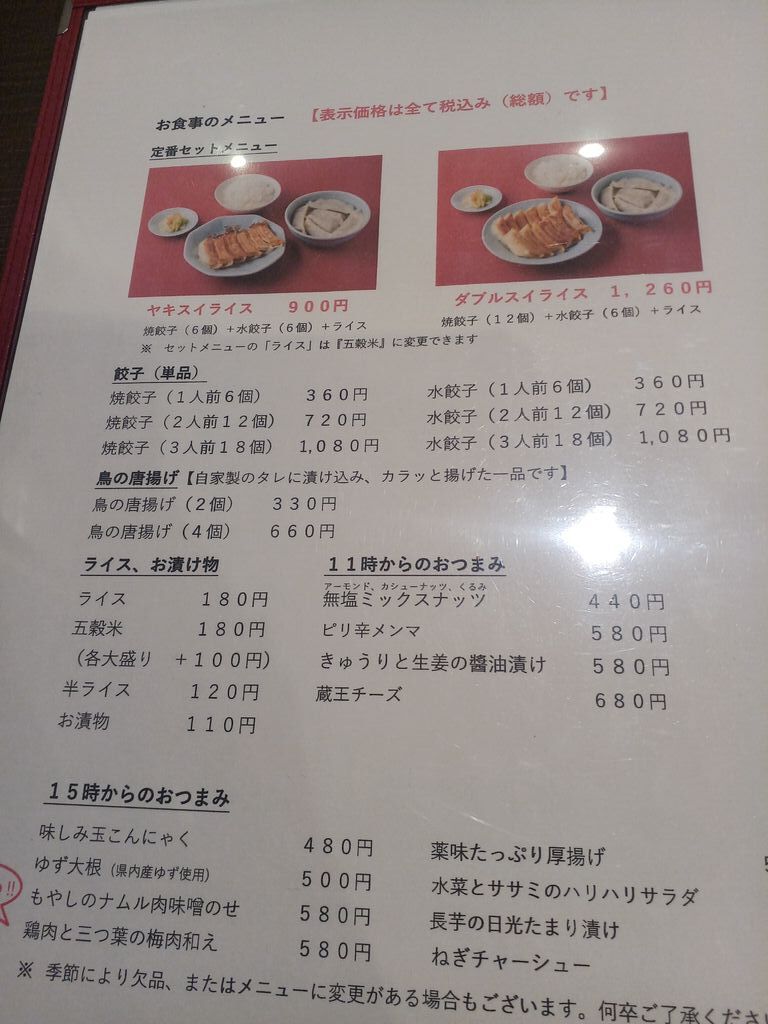 お食事のメニュー 【表示価格は全て税込み（総額）です】
定番セットメニュー
ヤキスイライス ９００円
焼餃子（６個）＋水餃子（６個）＋ライス
ダブルスイライス １，２６０円
焼餃子（１２個）＋水餃子（６個）＋ライス
※ セットメニューの「ライス」は『五穀米』に変更できます
餃子（単品）
焼餃子（１人前６個） ３６０円
焼餃子（２人前１２個） ７２０円
焼餃子（３人前１８個） 1,０８０円
水餃子（１人前６個） ３６０円
水餃子（２人前１２個） ７２０円
水餃子（３人前１８個） 1,０８０円
鳥の唐揚げ【自家製のタレに漬け込み、カラッと揚げた一品です】
鳥の唐揚げ（２個） ３３０円
鳥の唐揚げ（４個） ６６０円
ライス、お漬け物
ライス １８０円
五穀米 １８０円
（各大盛り ＋１００円）
半ライス １２０円
お漬物 １１０円
１１時からのおつまみ
アーモンド、カシューナッツ、くるみ
無塩ミックスナッツ ４４０円
ピリ辛メンマ ５８０円
きゅうりと生姜の醬油漬け ５８０円
蔵王チーズ ６８０円
１５時からのおつまみ
味しみ玉こんにゃく ４８０円
ゆず大根（県内産ゆず使用） ５００円
もやしのナムル肉味噌のせ ５８０円
鶏肉と三つ葉の梅肉和え ５８０円
薬味たっぷり厚揚げ
水菜とササミのハリハリサラダ
長芋の日光たまり漬け
ねぎチャーシュー
※ 季節により欠品、またはメニューに変更がある場合もございます。何卒ご了承くださ